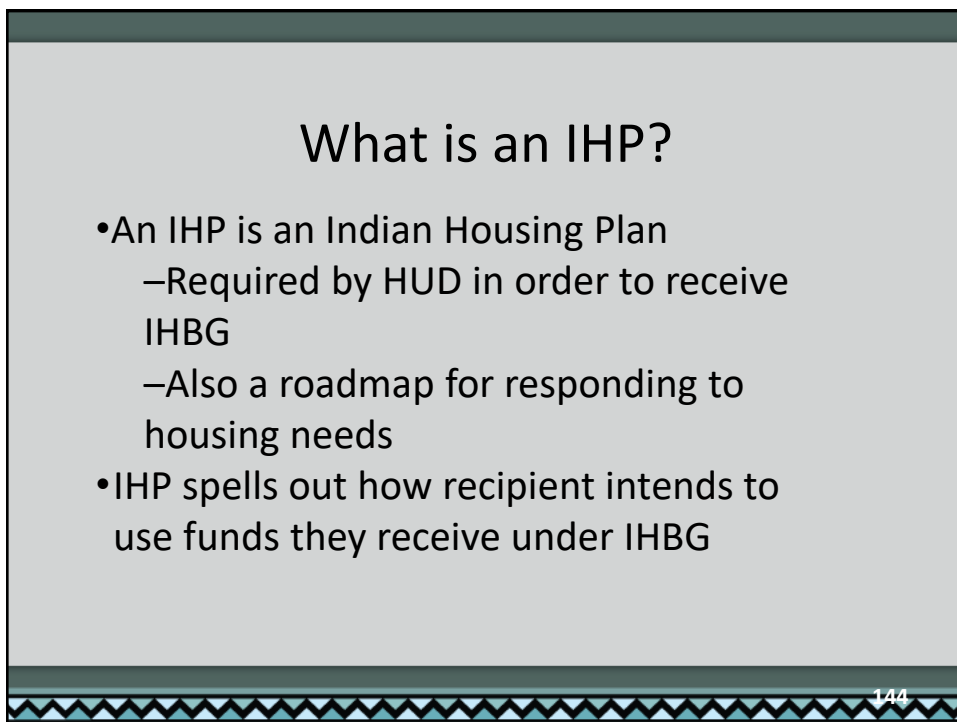 What is an IHP?
•An IHP is an Indian Housing Plan
–Required by HUD in order to receive
IHBG
–Also a roadmap for responding to
housing needs
•IHP spells out how recipient intends to
use funds they receive under IHBG
144